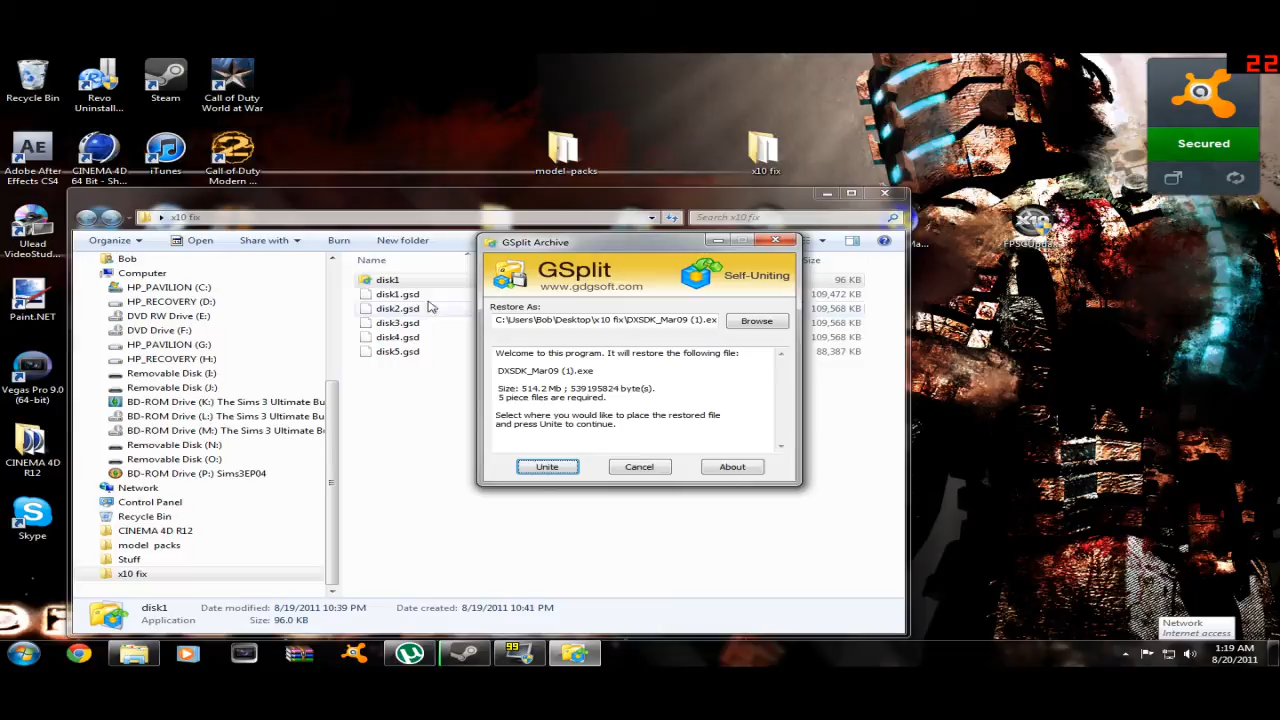 22
Recycle Bin
Revo
Uninstall...
Steam
Call of Duty
World at War
Secured
AE
Adobe After
Effects CS4
CINEMA 4D
64 Bit - Sh...
iTunes
Call of Duty
Modern ...
model packs
x10 fix
Ulead
VideoStud...
Paint.NET
Vegas Pro 9.0
(64-bit)
CINEMA 4D
R12
Skype
x10 fix
Search x10 fix
Organize
Open
Share with
Burn
New folder
Bob
Computer
HP_PAVILION (C:)
HP_RECOVERY (D:)
DVD RW Drive (E:)
DVD Drive (F:)
HP_PAVILION (G:)
HP_RECOVERY (H:)
Removable Disk (I:)
Removable Disk (J:)
BD-ROM Drive (K:) The Sims 3 Ultimate Bu
BD-ROM Drive (L:) The Sims 3 Ultimate Bu
BD-ROM Drive (M:) The Sims 3 Ultimate Bu
Removable Disk (N:)
Removable Disk (O:)
BD-ROM Drive (P:) Sims3EP04
Network
Control Panel
Recycle Bin
CINEMA 4D R12
model packs
Stuff
x10 fix
Name
Size
disk1
96 KB
disk1.gsd
109,472 KB
disk2.gsd
109,568 KB
disk3.gsd
109,568 KB
disk4.gsd
109,568 KB
disk5.gsd
88,387 KB
GSplit Archive
GSplit
www.gdgsoft.com
Self-Uniting
Restore As:
C:\Users\Bob\Desktop\x10 fix\DXSDK_Mar09 (1).ex
Browse
Welcome to this program. It will restore the following file:
DXSDK_Mar09 (1).exe
Size: 514.2 Mb ; 539195824 byte(s).
5 piece files are required.
Select where you would like to place the restored file
and press Unite to continue.
Unite
Cancel
About
disk1
Date modified: 8/19/2011 10:39 PM
Date created: 8/19/2011 10:41 PM
Application
Size: 96.0 KB
Network
Internet access
99
1:19 AM
8/20/2011